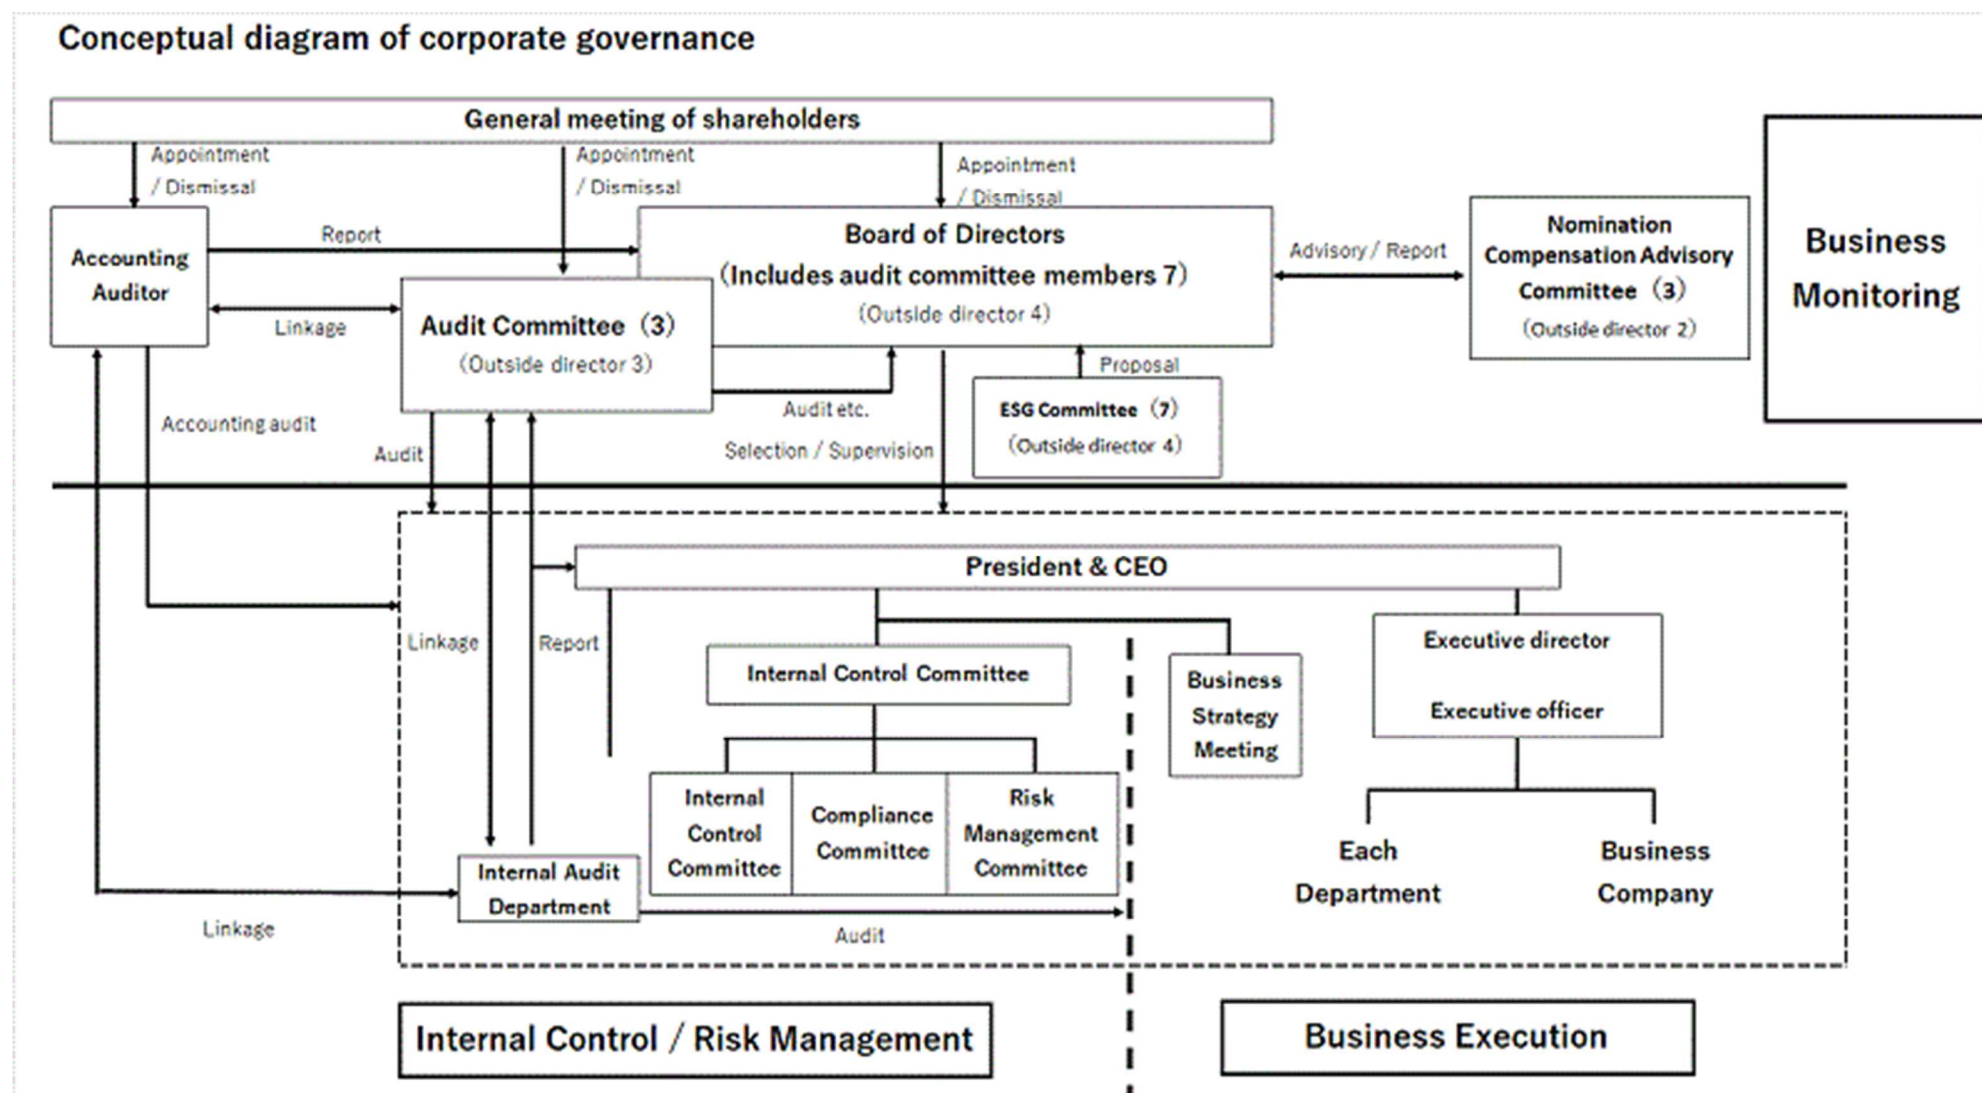 Conceptual diagram of corporate governance
General meeting of shareholders
Appointment
/ Dismissal
Appointment
/ Dismissal
Appointment
/ Dismissal
Accounting
Auditor
Report
Linkage
Board of Directors
(Includes audit committee members 7)
(Outside director 4)
Audit Committee (3)
(Outside director 3)
Advisory / Report
Nomination
Compensation Advisory
Committee (3)
(Outside director 2)
Business
Monitoring
Proposal
Audit etc.
ESG Committee (7)
(Outside director 4)
Accounting audit
Audit
Selection / Supervision
President & CEO
Linkage
Report
Internal Control Committee
Business
Strategy
Meeting
Executive director
Executive officer
Internal
Control
Committee
Compliance
Committee
Risk
Management
Committee
Each
Department
Business
Company
Internal Audit
Department
Linkage
Audit
Internal Control / Risk Management
Business Execution